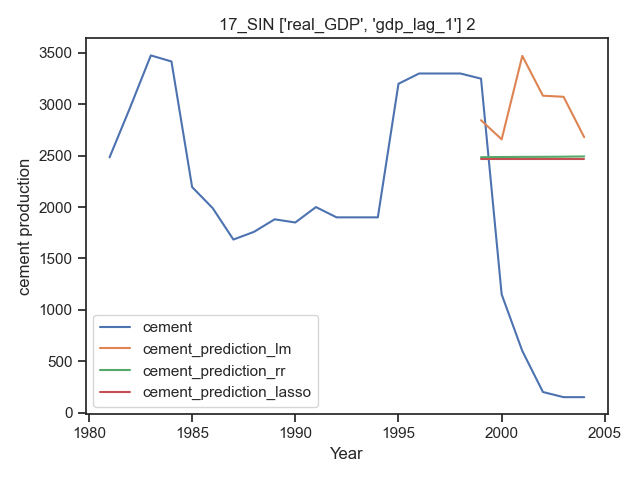 17_SIN ['real_GDP', 'gdp_lag_1'] 2
cement production
3500
3000
2500
2000
1500
1000
500
0
cement
cement_prediction_lm
cement_prediction_rr
cement_prediction_lasso
1980
1985
1990
1995
2000
2005
Year